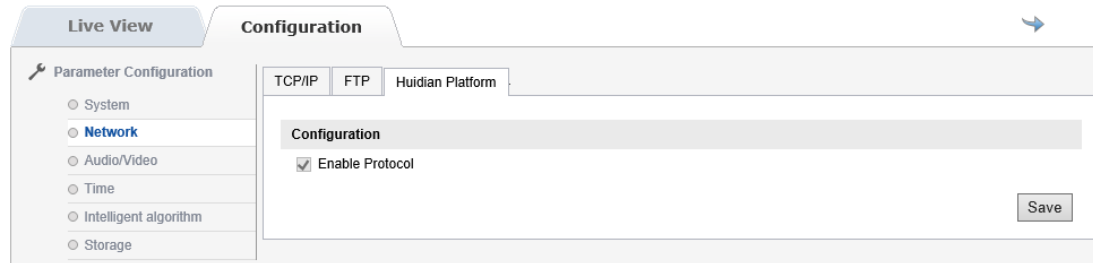 Live View
Configuration
Parameter Configuration
System
Network
Audio/Video
Time
Intelligent algorithm
Storage
TCP/IP
FTP
Huidian Platform
Configuration
Enable Protocol
Save